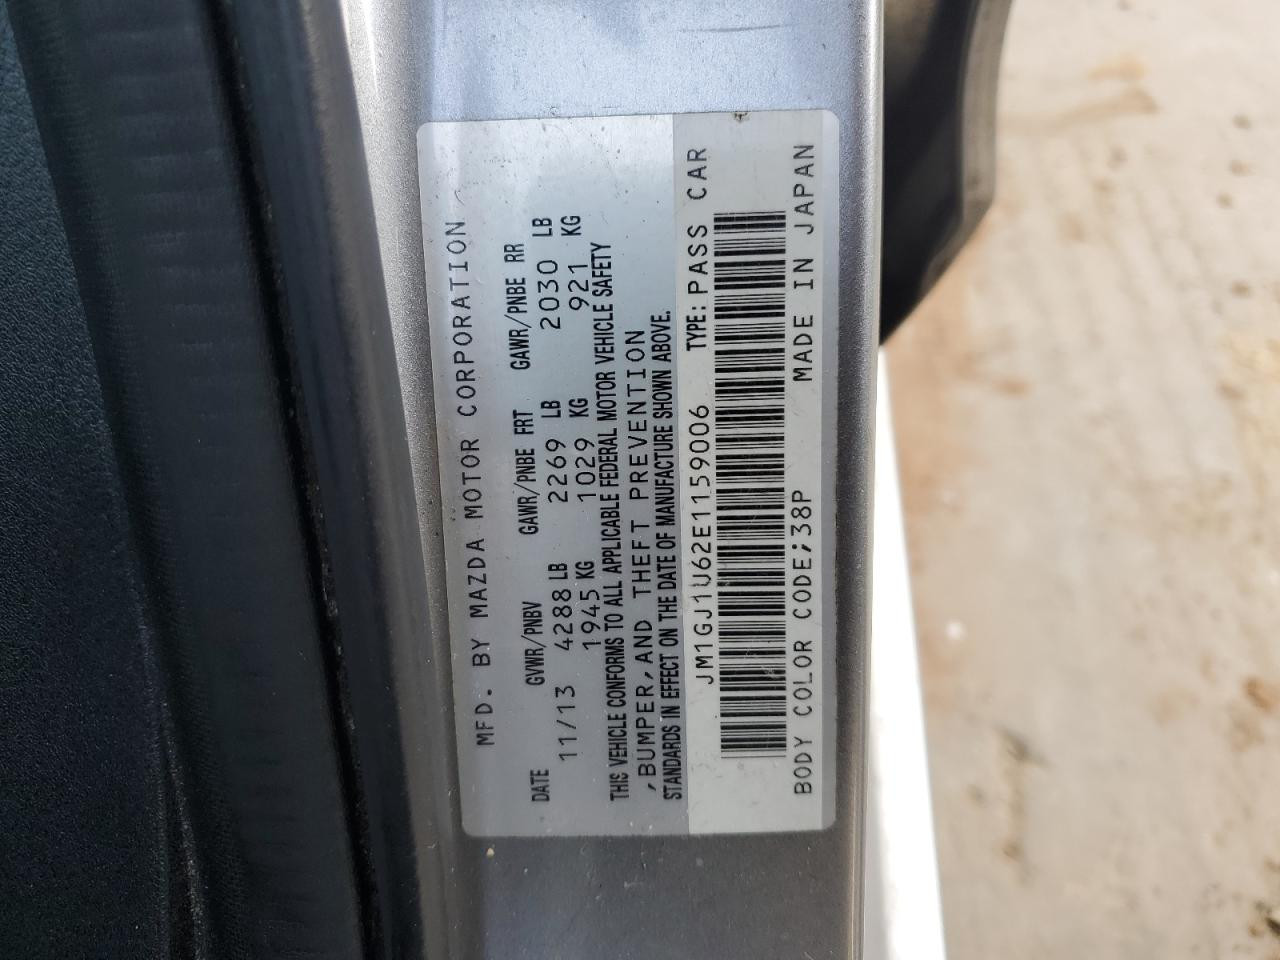 MFD. BY MAZDA MOTOR CORPORATION
DATE GVWR/PNBV GAWR/PNBE FRT GAWR/PNBE RR
11/13 4288 LB 2269 LB 2030 LB
1945 KG 1029 KG 921 KG
THIS VEHICLE CONFORMS TO ALL APPLICABLE FEDERAL MOTOR VEHICLE SAFETY
,BUMPER,AND THEFT PREVENTION
STANDARDS IN EFFECT ON THE DATE OF MANUFACTURE SHOWN ABOVE.
JM1GJ1U62E1159006 TYPE: PASS CAR
BODY COLOR CODE;38P MADE IN JAPAN